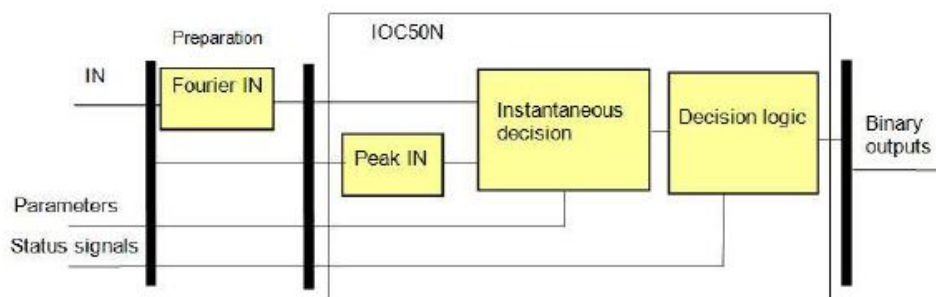 Preparation
IOC50N
IN
Fourier IN
Instantaneous
decision
Decision logic
Binary
outputs
Peak IN
Parameters
Status signals